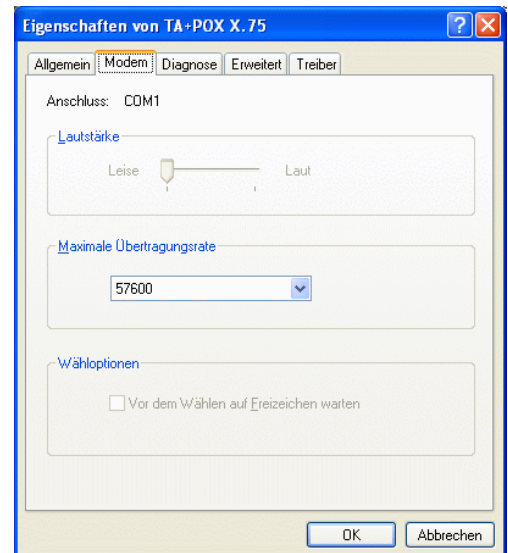 Eigenschaften von TA+POX X.75
Allgemein Modem Diagnose Erweitert Treiber
Anschluss: COM1
Lautstärke
Leise Laut
Maximale Übertragungsrate
57600
Wähloptionen
Vor dem Wählen auf Freizeichen warten
OK Abbrechen